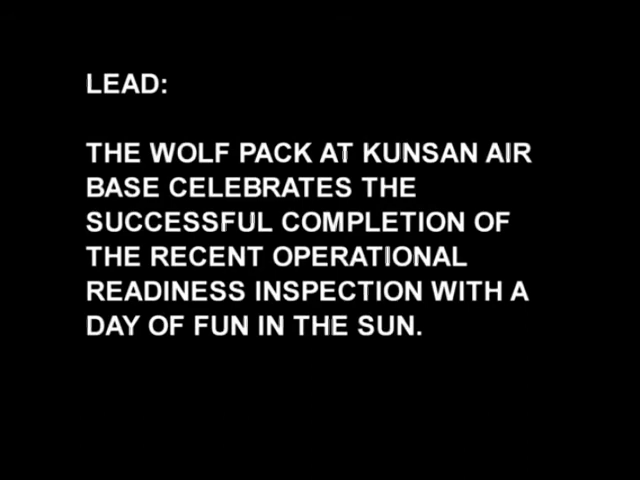 LEAD:
THE WOLF PACK AT KUNSAN AIR
BASE CELEBRATES THE
SUCCESSFUL COMPLETION OF
THE RECENT OPERATIONAL
READINESS INSPECTION WITH A
DAY OF FUN IN THE SUN.